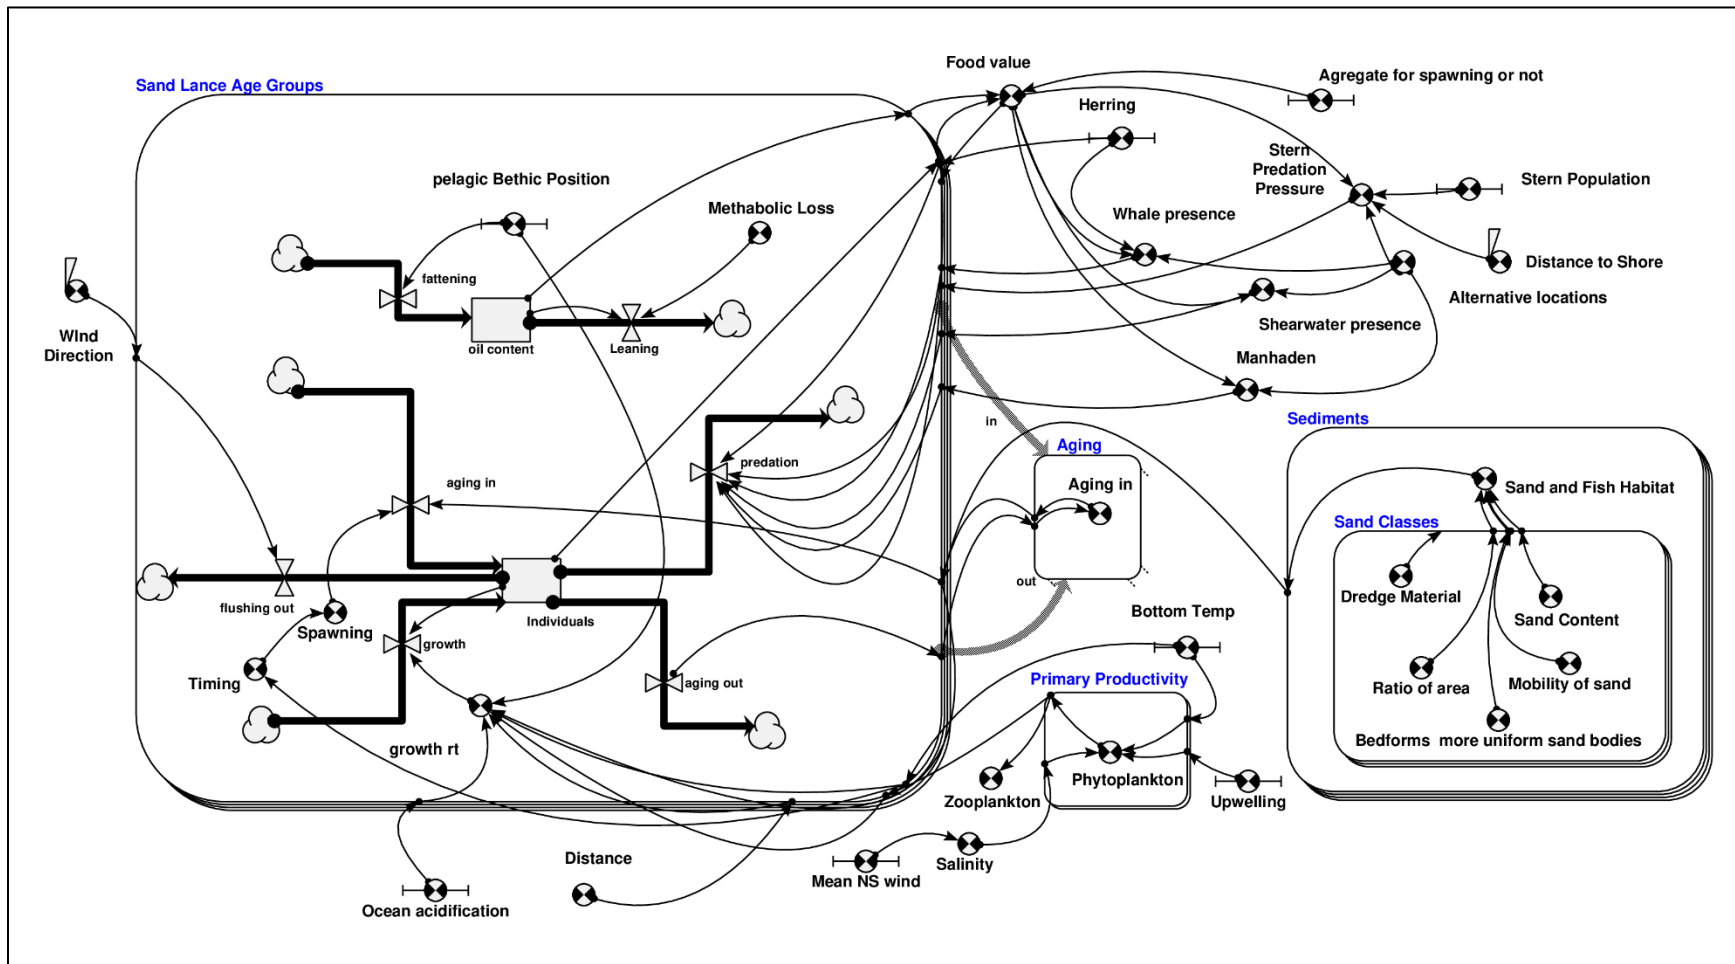 Food value
Agregate for spawning or not
Sand Lance Age Groups
Herring
Stern
Predation
Pressure
pelagic Bethic Position
Stern Population
Methabolic Loss
Whale presence
fattening
Distance to Shore
Alternative locations
WInd
Direction
oil content
Leaning
Shearwater presence
Manhaden
in
Sediments
Aging
predation
aging in
Aging in
Sand and Fish Habitat
Sand Classes
out
Dredge Material
flushing out
Bottom Temp
Spawning
Individuals
Sand Content
growth
Timing
aging out
Primary Productivity
Ratio of area
Mobility of sand
growth rt
Bedforms more uniform sand bodies
Phytoplankton
Zooplankton
Upwelling
Distance
Salinity
Mean NS wind
Ocean acidification